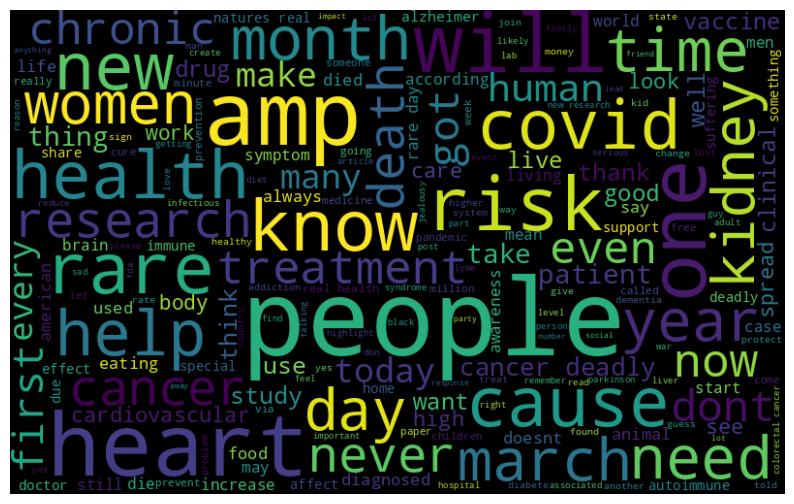 chronic
month
will
time
natures real
alzheimer
join
world
vaccine
state
men
impact
lol
family
man
create
likely
money
lab
anything
someone
really
minute
new
drug
make
died
according
human
look
well
something
life
women
amp
death
got
covid
kidney
suffering
rare day
friend
lead
new research
kid
reason
prevention
week
thing
work
sign
getting
symptom
going
article
many
live
event
serious
change
lost
share
cure
love
diet
health
care
living
thank
one
clinical
reduce
infectious
always
medicine
jealousy
higher
system
way
good
say
guy
adult
free
research
know
risk
part
post
mean
support
spread
brain
immune
healthy
pandemic
please
treatment
take
even
patient
deadly
first
every
rare
sad
fda
american
let
used
rate
body
think
addiction
real health
syndrome
million
awareness
called
dementia
level
give
case
protect
help
people
find
talking
black
party
highlight
person
number
social
year
effect
special
country
yes
don
use
today
cancer deadly
war
now
eating
due
feel
home
response
treat
remember
read
parkinson
liver
start
come
cancer
away
study
day
want
cause
dont
cardiovascular
via
high
right
guess
see
heart
problem
food
important
paper
children
never
march
need
doesnt
found
animal
lot
colorectal cancer
yet
may
doctor
still
die
prevent
increase
affect
diagnosed
hospital
diabete
associated
another
autoimmune
told